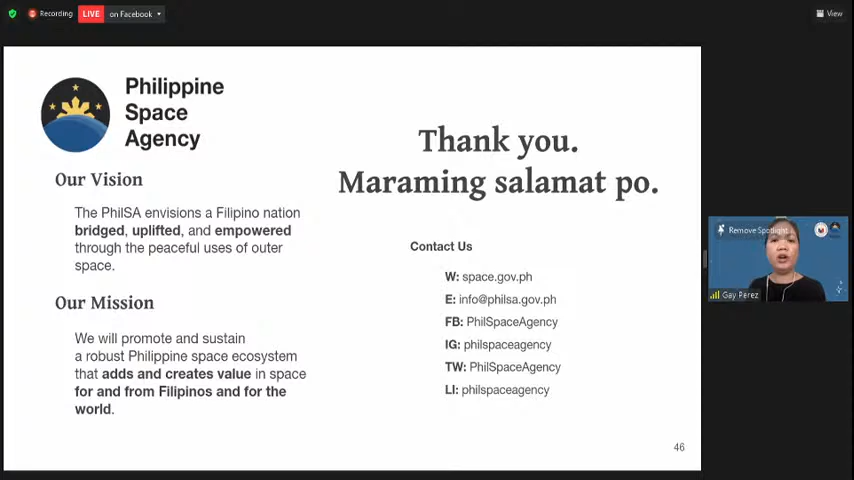 Recording
LIVE
on Facebook
View
Philippine
Space
Agency
Our Vision
The PhilSA envisions a Filipino nation
bridged, uplifted, and empowered
through the peaceful uses of outer
space.
Our Mission
We will promote and sustain
a robust Philippine space ecosystem
that adds and creates value in space
for and from Filipinos and for the
world.
Thank you.
Maraming salamat po.
Contact Us
W: space.gov.ph
E: info@philsa.gov.ph
FB: PhilSpaceAgency
IG: philspaceagency
TW: PhilSpaceAgency
LI: philspaceagency
46
Remove Spotlight
Gay Perez